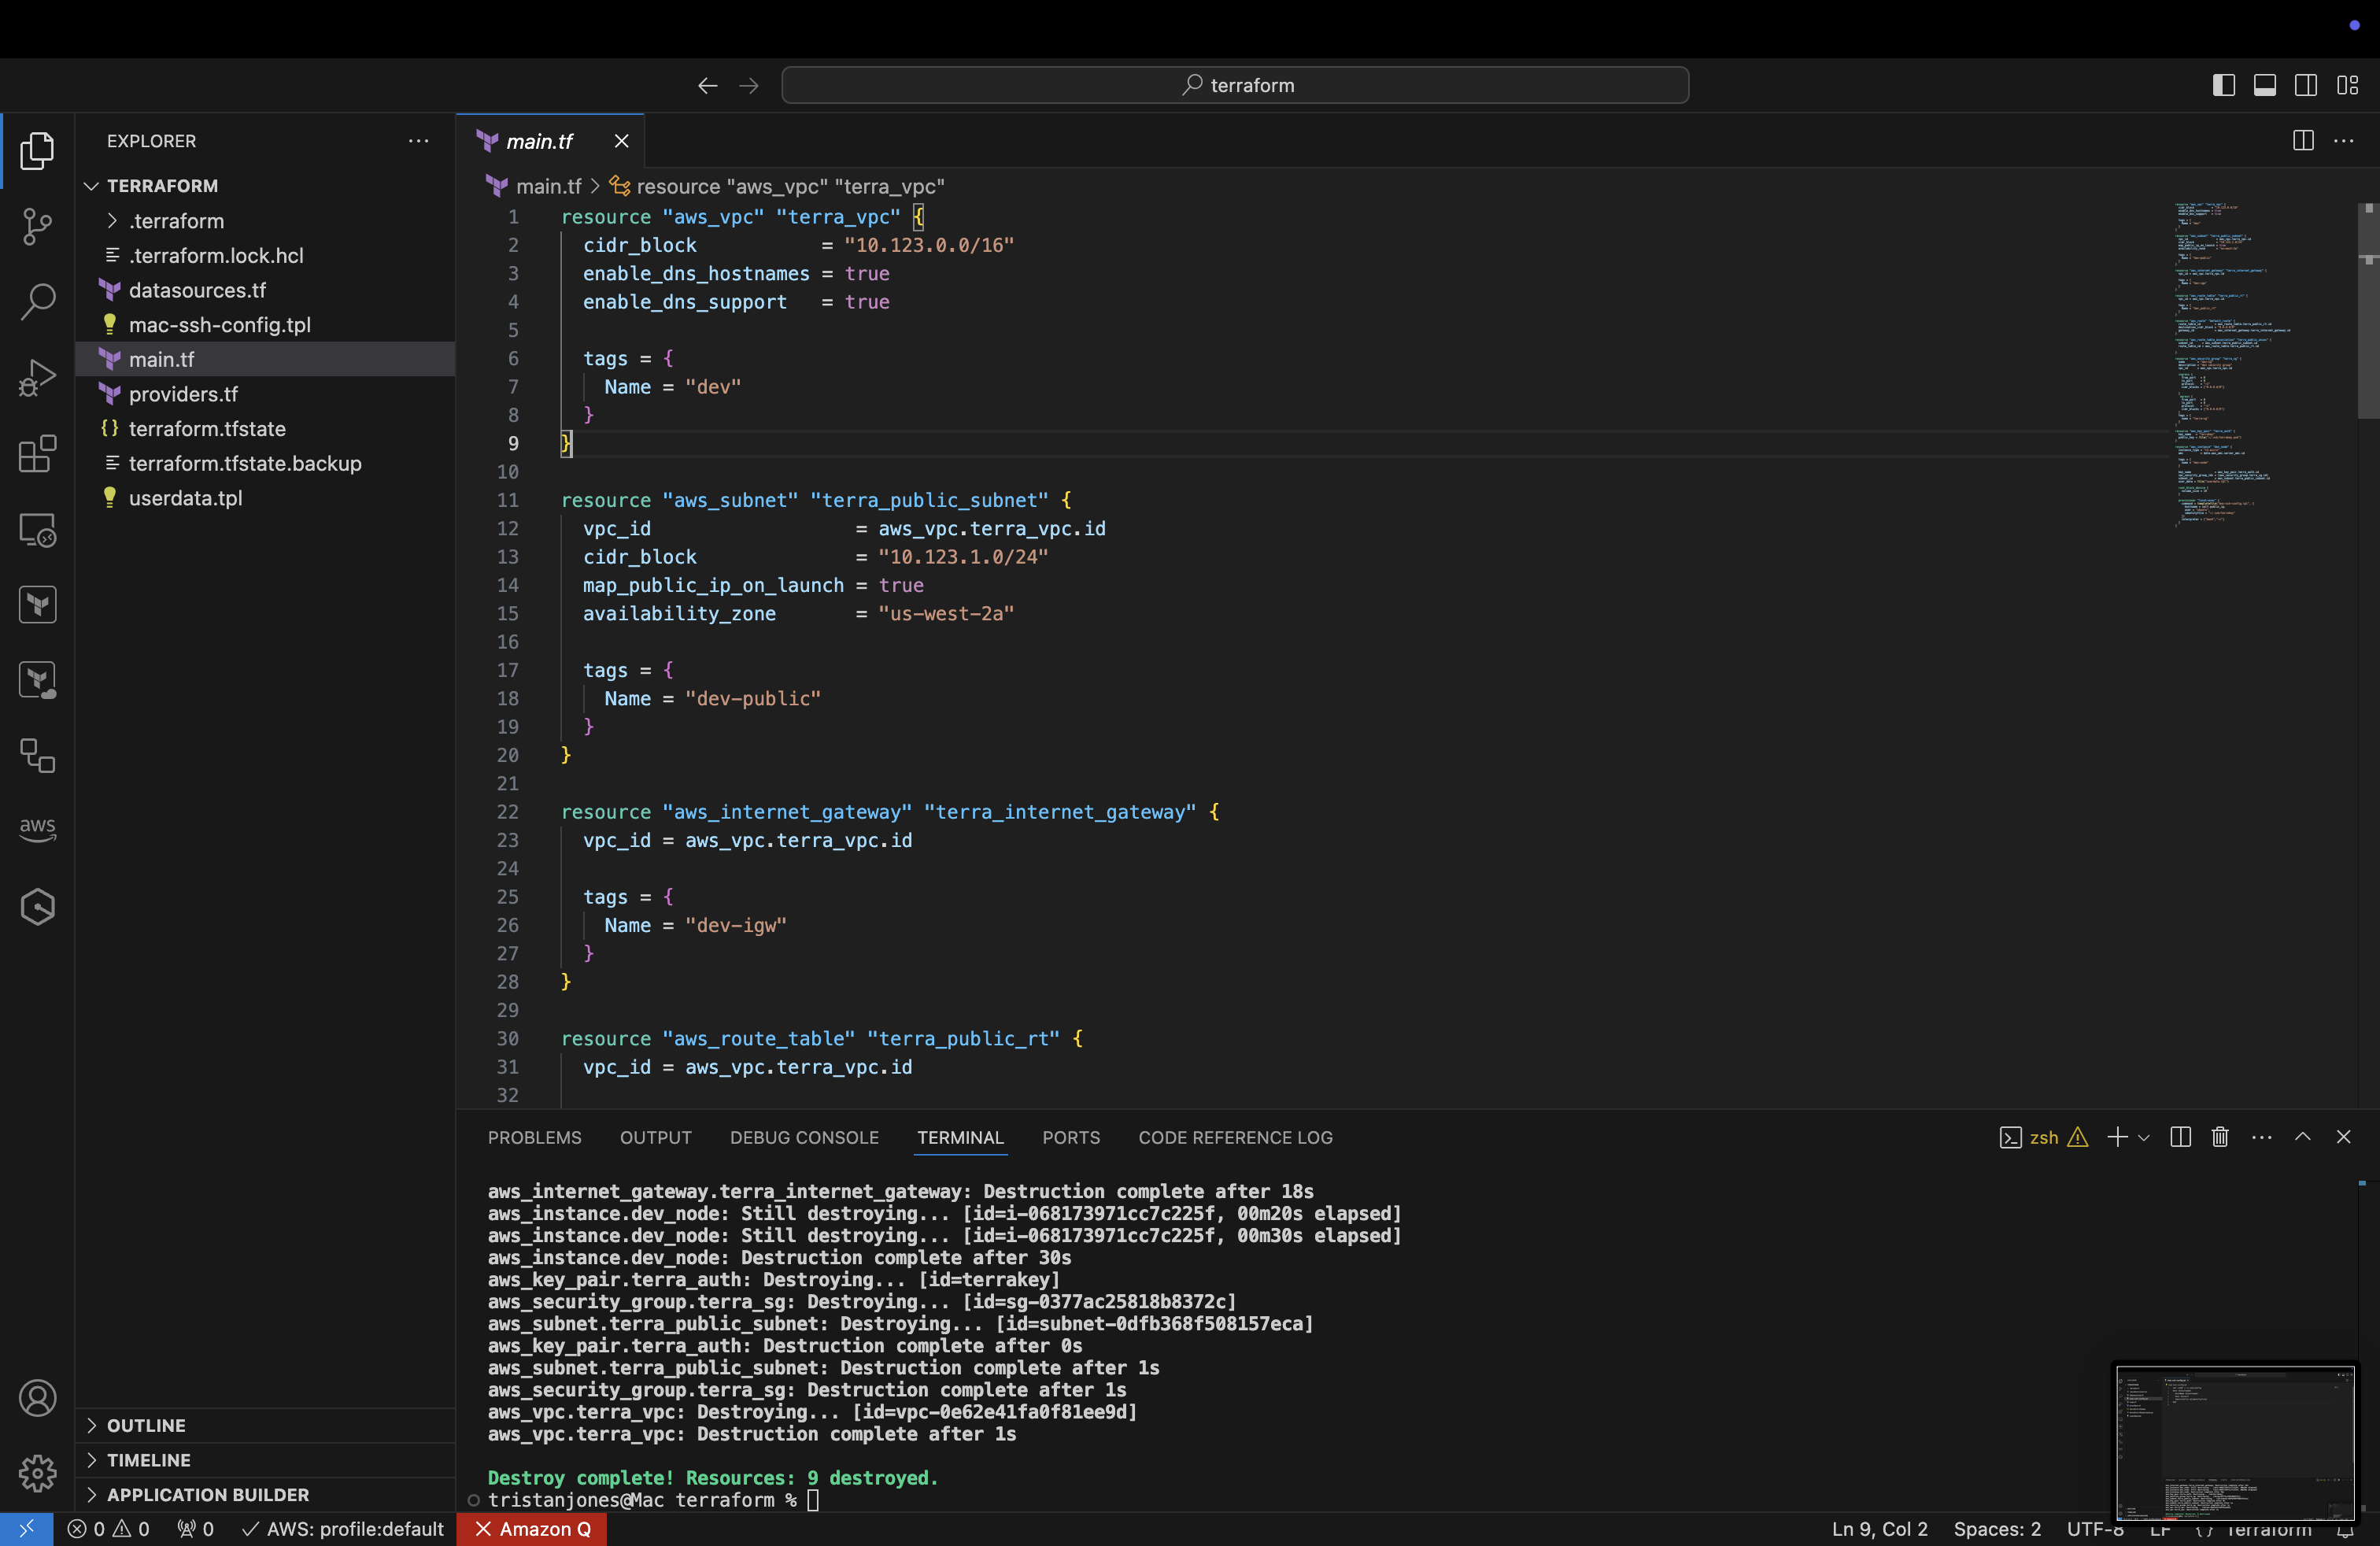 terraform
EXPLORER
main.tf
TERRAFORM
main.tf > resource "aws_vpc" "terra_vpc"
.terraform
.terraform.lock.hcl
datasources.tf
mac-ssh-config.tpl
main.tf
providers.tf
terraform.tfstate
terraform.tfstate.backup
userdata.tpl
aws
1 resource "aws_vpc" "terra_vpc" {
2 cidr_block = "10.123.0.0/16"
3 enable_dns_hostnames = true
4 enable_dns_support = true
5
6 tags = {
7 Name = "dev"
8 }
9 }
10
11 resource "aws_subnet" "terra_public_subnet" {
12 vpc_id = aws_vpc.terra_vpc.id
13 cidr_block = "10.123.1.0/24"
14 map_public_ip_on_launch = true
15 availability_zone = "us-west-2a"
16
17 tags = {
18 Name = "dev-public"
19 }
20 }
21
22 resource "aws_internet_gateway" "terra_internet_gateway" {
23 vpc_id = aws_vpc.terra_vpc.id
24
25 tags = {
26 Name = "dev-igw"
27 }
28 }
29
30 resource "aws_route_table" "terra_public_rt" {
31 vpc_id = aws_vpc.terra_vpc.id
32
OUTLINE
TIMELINE
APPLICATION BUILDER
PROBLEMS OUTPUT DEBUG CONSOLE TERMINAL PORTS CODE REFERENCE LOG
zsh
aws_internet_gateway.terra_internet_gateway: Destruction complete after 18s
aws_instance.dev_node: Still destroying... [id=i-068173971cc7c225f, 00m20s elapsed]
aws_instance.dev_node: Still destroying... [id=i-068173971cc7c225f, 00m30s elapsed]
aws_instance.dev_node: Destruction complete after 30s
aws_key_pair.terra_auth: Destroying... [id=terrakey]
aws_security_group.terra_sg: Destroying... [id=sg-0377ac25818b8372c]
aws_subnet.terra_public_subnet: Destroying... [id=subnet-0dfb368f508157eca]
aws_key_pair.terra_auth: Destruction complete after 0s
aws_subnet.terra_public_subnet: Destruction complete after 1s
aws_security_group.terra_sg: Destruction complete after 1s
aws_vpc.terra_vpc: Destroying... [id=vpc-0e62e41fa0f81ee9d]
aws_vpc.terra_vpc: Destruction complete after 1s
Destroy complete! Resources: 9 destroyed.
tristanjones@Mac terraform %
0 0 0 AWS: profile:default Amazon Q Ln 9, Col 2 Spaces: 2 UTF-8 LF {} Terraform